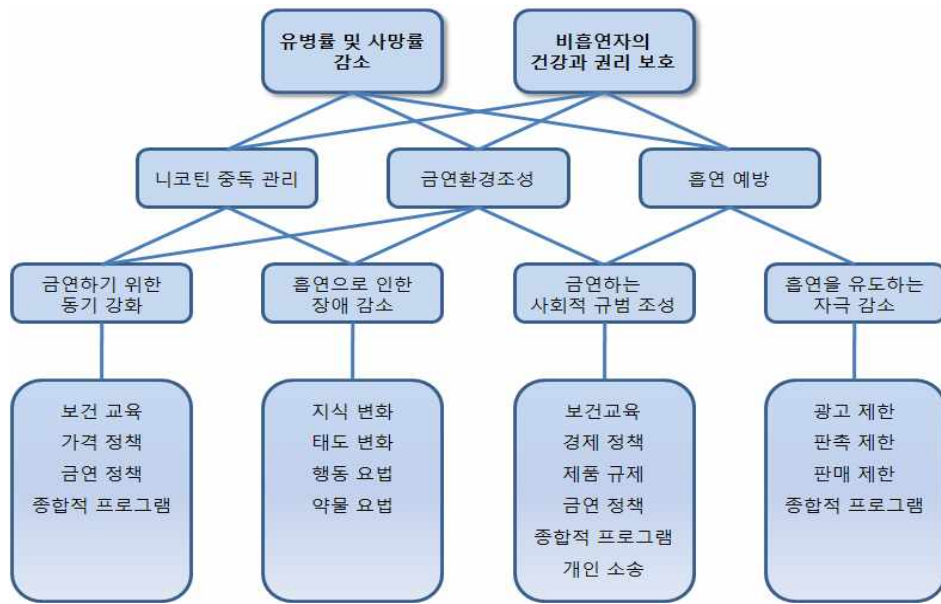 유병률 및 사망률
감소
비흡연자의
건강과 권리 보호
니코틴 중독 관리
금연환경조성
흡연 예방
금연하기 위한
동기 강화
흡연으로 인한
장애 감소
금연하는
사회적 규범 조성
흡연을 유도하는
자극 감소
보건 교육
가격 정책
금연 정책
종합적 프로그램
지식 변화
태도 변화
행동 요법
약물 요법
보건교육
경제 정책
제품 규제
금연 정책
종합적 프로그램
개인 소송
광고 제한
판촉 제한
판매 제한
종합적 프로그램